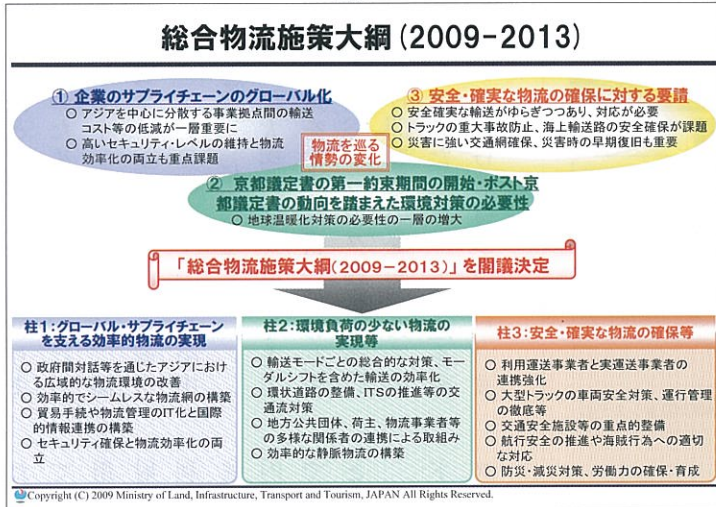 総合物流施策大綱(2009-2013)
① 企業のサプライチェーンのグローバル化
○ アジアを中心に分散する事業拠点間の輸送
コスト等の低減が一層重要に
○ 高いセキュリティ・レベルの維持と物流
効率化の両立も重点課題
③ 安全・確実な物流の確保に対する要請
○ 安全確実な輸送がゆらぎつつあり、対応が必要
○ トラックの重大事故防止、海上輸送路の安全確保が課題
○ 災害に強い交通網確保、災害時の早期復旧も重要
物流を巡る
情勢の変化
② 京都議定書の第一約束期間の開始・ポスト京
都議定書の動向を踏まえた環境対策の必要性
○ 地球温暖化対策の必要性の一層の増大
「総合物流施策大綱(2009-2013)」を閣議決定
柱1:グローバル・サプライチェーン
を支える効率的物流の実現
○ 政府間対話等を通じたアジアにお
ける広域的な物流環境の改善
○ 効率的でシームレスな物流網の構築
○ 貿易手続や物流管理のIT化と国際
的情報連携の構築
○ セキュリティ確保と物流効率化の両
立
柱2:環境負荷の少ない物流の
実現等
○ 輸送モードごとの総合的な対策、モー
ダルシフトを含めた輸送の効率化
○ 環状道路の整備、ITSの推進等の交
通流対策
○ 地方公共団体、荷主、物流事業者等
の多様な関係者の連携による取組み
○ 効率的な静脈物流の構築
柱3:安全・確実な物流の確保等
○ 利用運送事業者と実運送事業者の
連携強化
○ 大型トラックの車両安全対策、運行管理
の徹底等
○ 交通安全施設等の重点的整備
○ 航行安全の推進や海賊行為への適切
な対応
○ 防災・減災対策、労働力の確保・育成
Copyright (C) 2009 Ministry of Land, Infrastructure, Transport and Tourism, JAPAN All Rights Reserved.